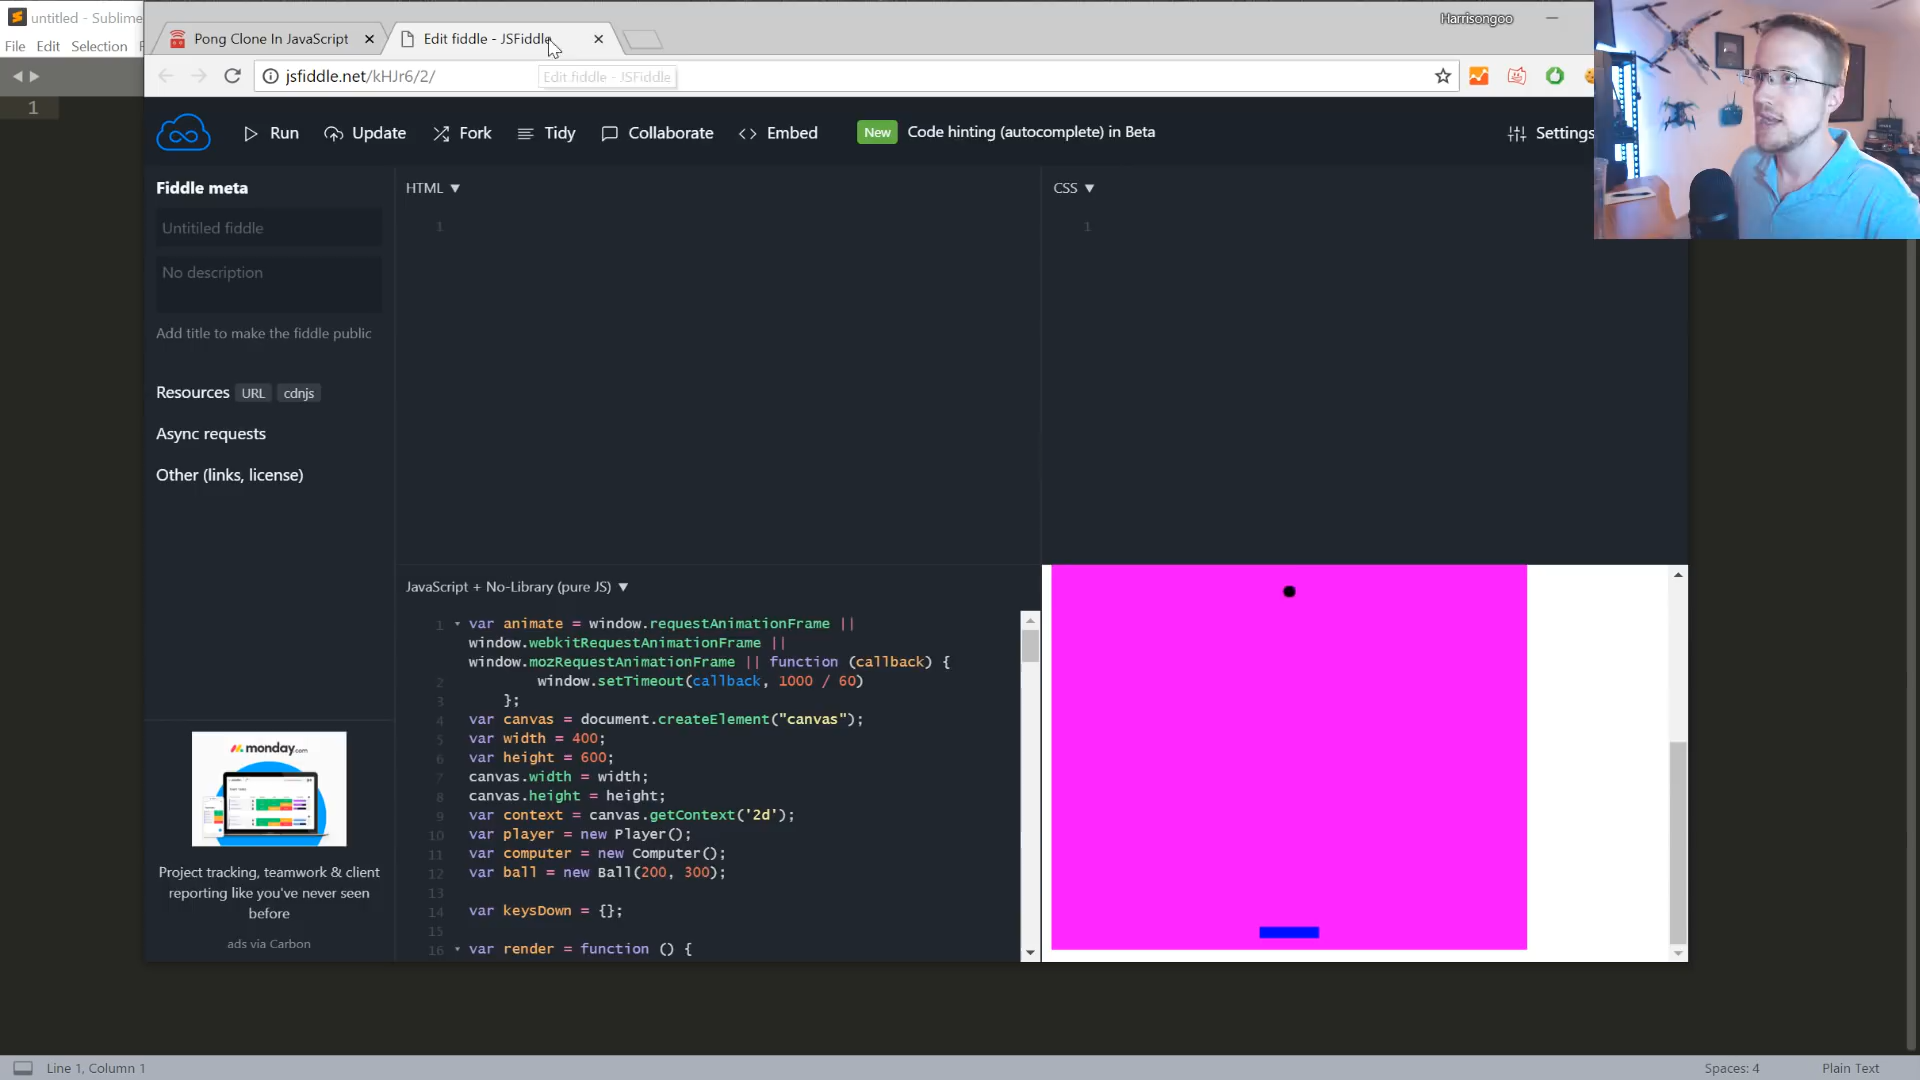 untitled - Sublime
File Edit Selection
Pong Clone In JavaScript
Edit fiddle - JSFiddle
Harrisongoo
jsfiddle.net/kHJr6/2/
Edit fiddle - JSFiddle
1
Run
Update
Fork
Tidy
Collaborate
Embed
New
Code hinting (autocomplete) in Beta
Settings
Fiddle meta
Untitled fiddle
No description
Add title to make the fiddle public
Resources URL cdnjs
Async requests
Other (links, license)
monday.com
Project tracking, teamwork & client
reporting like you've never seen
before
ads via Carbon
HTML ▼
1
CSS ▼
1
JavaScript + No-Library (pure JS) ▼
1 var animate = window.requestAnimationFrame ||
window.webkitRequestAnimationFrame ||
window.mozRequestAnimationFrame || function (callback) {
2 window.setTimeout(callback, 1000 / 60)
3 };
4 var canvas = document.createElement("canvas");
5 var width = 400;
6 var height = 600;
7 canvas.width = width;
8 canvas.height = height;
9 var context = canvas.getContext('2d');
10 var player = new Player();
11 var computer = new Computer();
12 var ball = new Ball(200, 300);
13
14 var keysDown = {};
15
16 var render = function () {
Line 1, Column 1
Spaces: 4
Plain Text